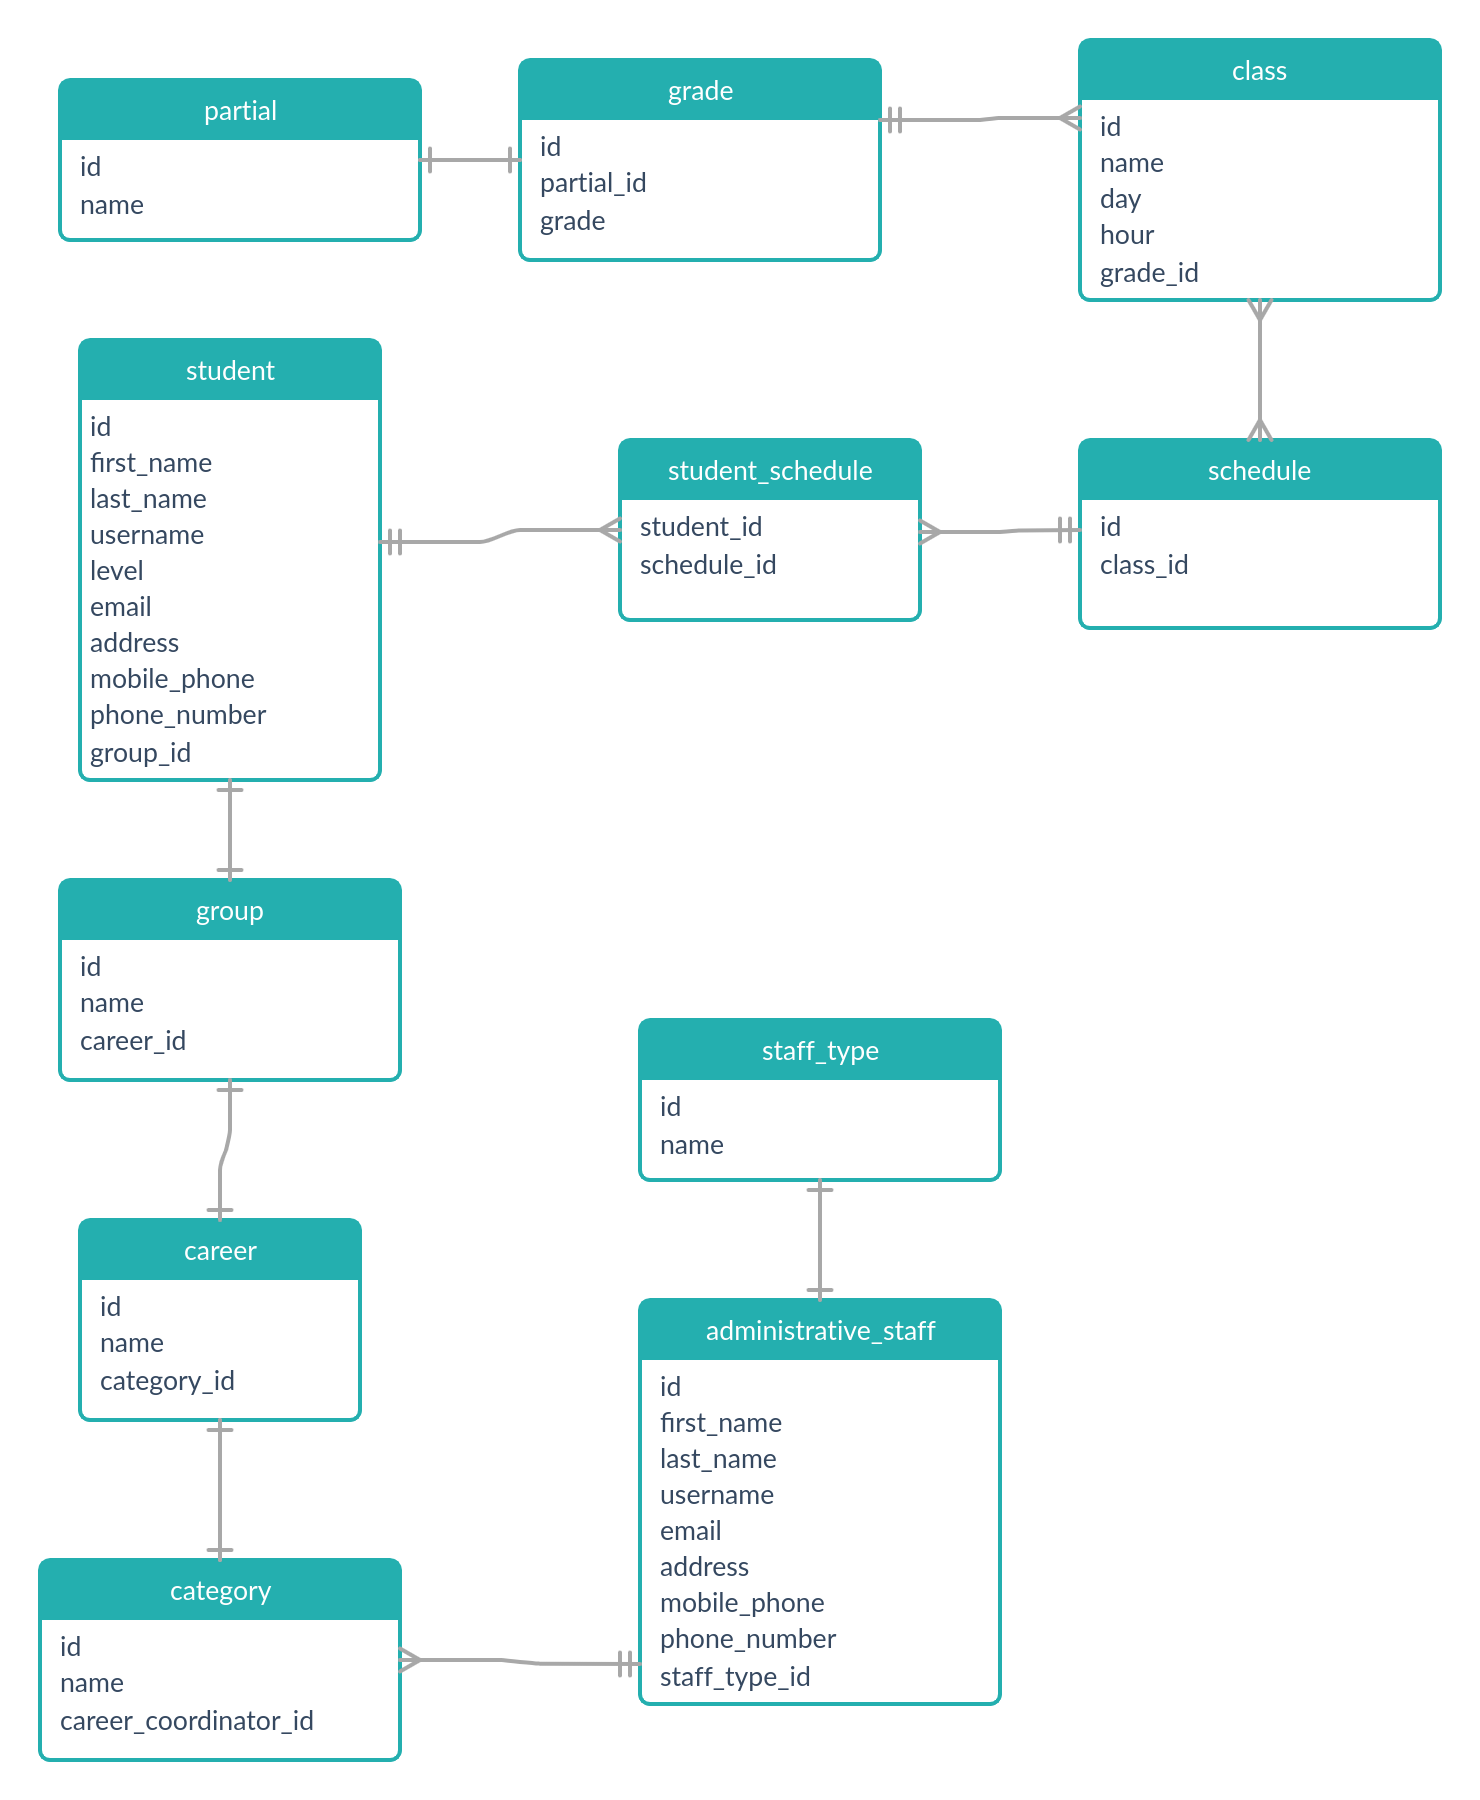 partial
id
name
grade
id
partial_id
grade
class
id
name
day
hour
grade_id
student
id
first_name
last_name
username
level
email
address
mobile_phone
phone_number
group_id
student_schedule
student_id
schedule_id
schedule
id
class_id
group
id
name
career_id
staff_type
id
name
career
id
name
category_id
administrative_staff
id
first_name
last_name
username
email
address
mobile_phone
phone_number
staff_type_id
category
id
name
career_coordinator_id